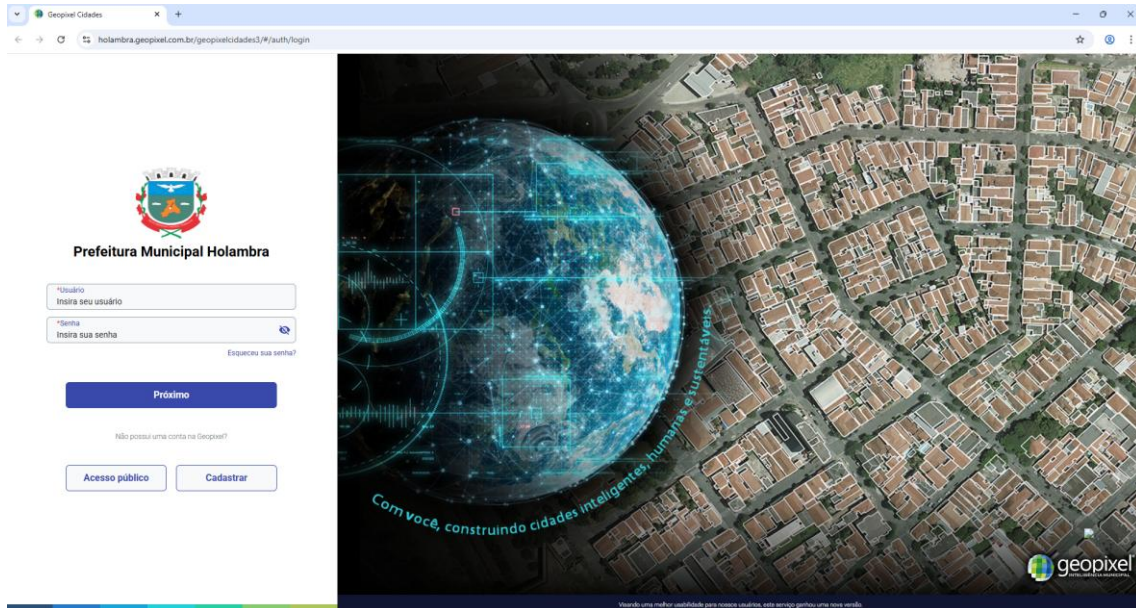 Geopixel Cidades
holambra.geopixel.com.br/geopixelcidades3/#/auth/login
Prefeitura Municipal Holambra
*Usuário
Insira seu usuário
*Senha
Insira sua senha
Esqueceu sua senha?
Próximo
Não possui uma conta na Geopixel?
Acesso público
Cadastrar
Com você, construindo cidades inteligentes, humanas e sustentáveis
geopixel
INTELIGÊNCIA MUNICIPAL
Visando uma melhor usabilidade para nossos usuários, este serviço ganhou uma nova versão.